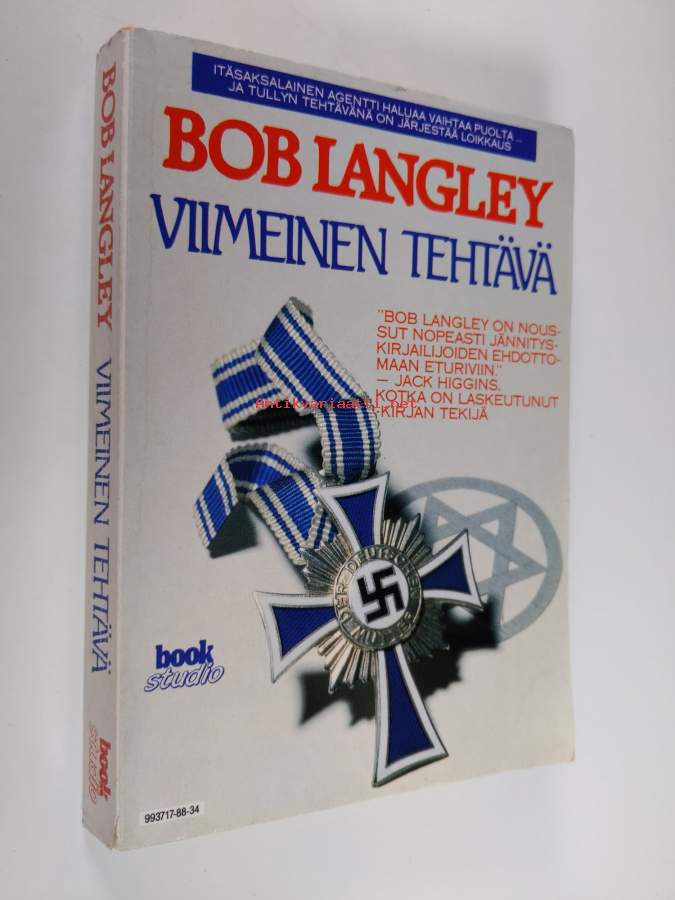 ITÄSAKSALAINEN AGENTTI HALUAA VAIHTAA PUOLTA —
JA TULLYN TEHTÄVÄNÄ ON JÄRJESTÄÄ LOIKKAUS
BOB LANGLEY
VIIMEINEN TEHTÄVÄ
"BOB LANGLEY ON NOUS-
SUT NOPEASTI JÄNNITYS-
KIRJAILIJOIDEN EHDOTTO-
MAAN ETURIVIIN."
— JACK HIGGINS,
KOTKA ON LASKEUTUNUT
-KIRJAN TEKIJÄ
antikvariaatti.net
DER DEUTSCHEN
book
studio
993717-88-34
BOB LANGLEY VIIMEINEN TEHTÄVÄ
book
studio